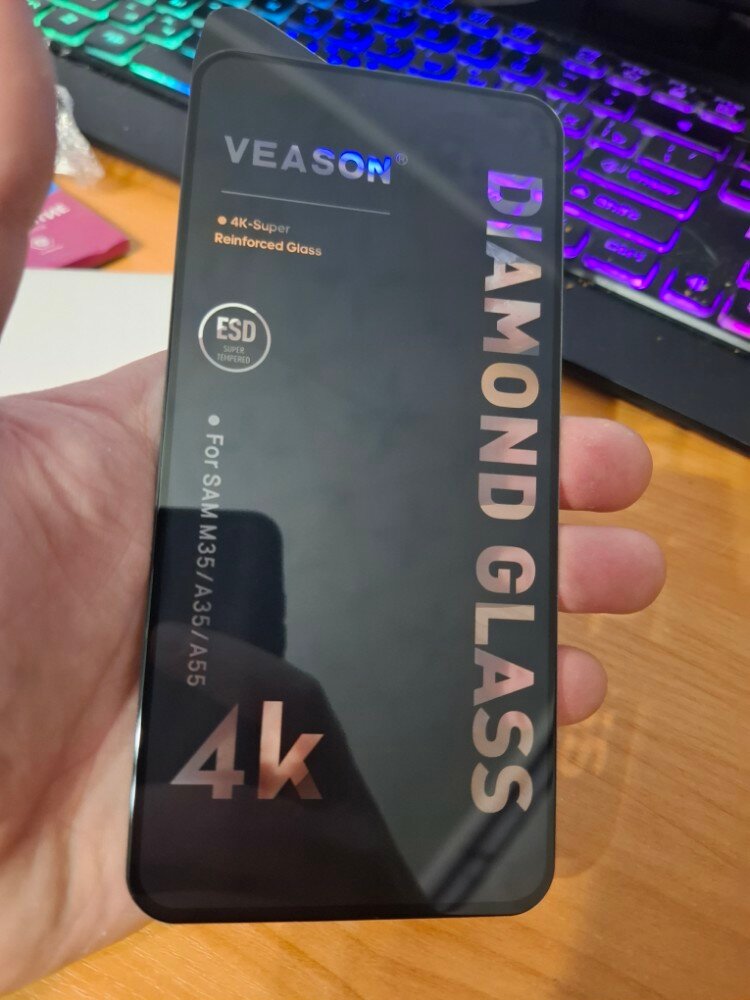 VEASON®
• 4K-Super
Reinforced Glass
ESD
SUPER
TEMPERED
• For SAM M35/A35/A55
4k
DIAMOND GLASS